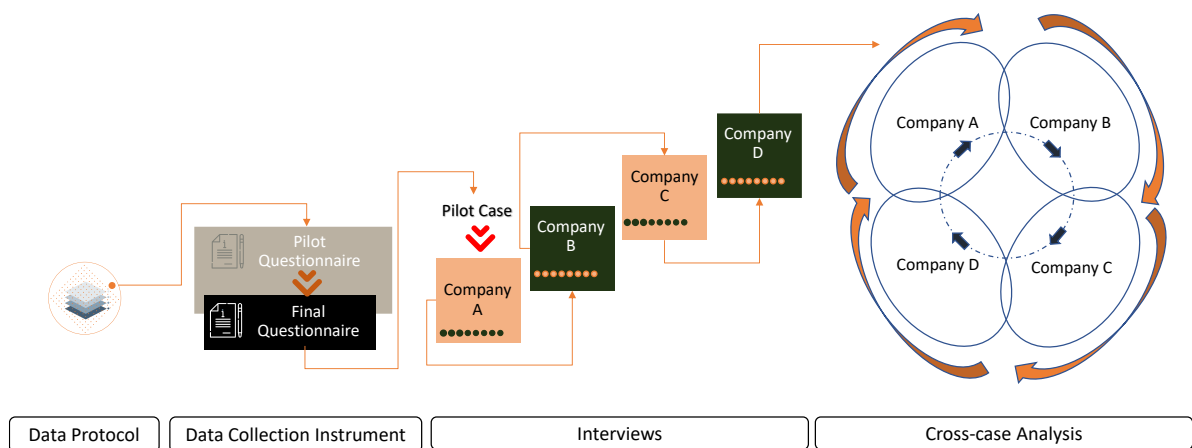 Pilot
Questionnaire
Final
Questionnaire
Pilot Case
Company
A
Company
B
Company
C
Company
D
Company A
Company B
Company D
Company C
Data Protocol
Data Collection Instrument
Interviews
Cross-case Analysis